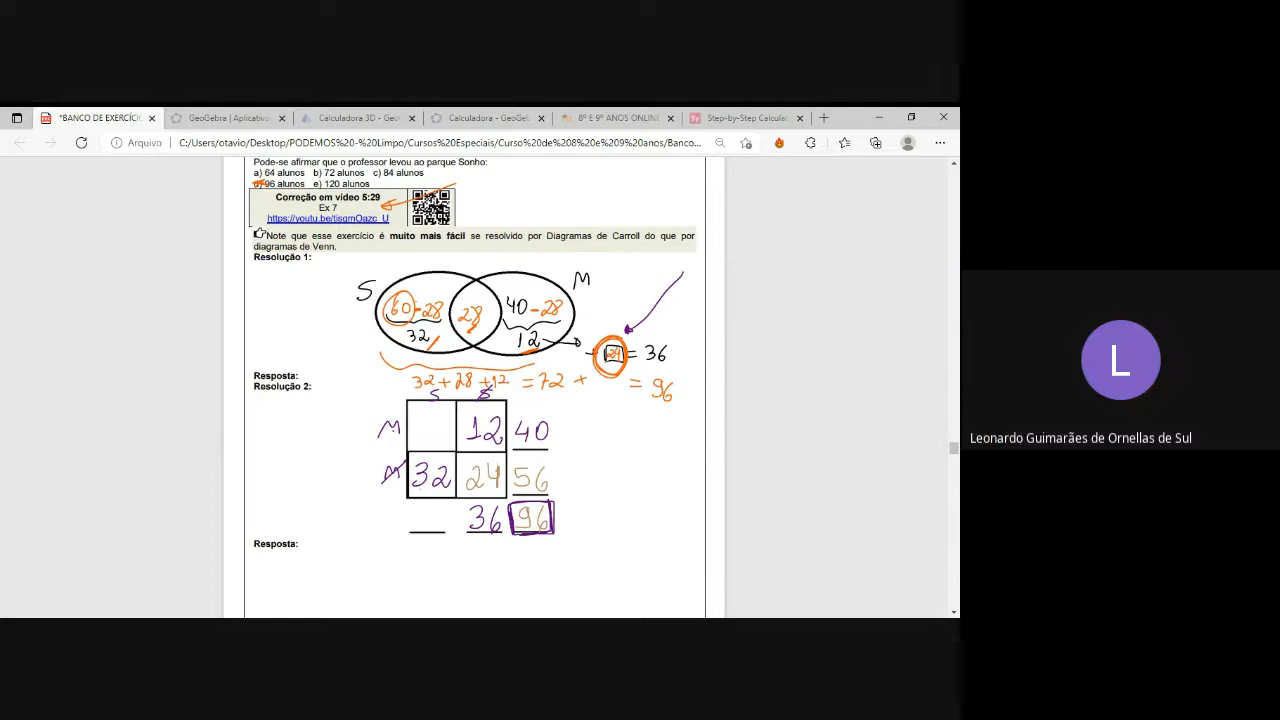 *BANCO DE EXERCÍCI
GeoGebra | Aplicativo
Calculadora 3D - Geo
Calculadora - GeoGeb
8º E 9º ANOS ONLINE
Step-by-Step Calculat
Arquivo | C:/Users/otavio/Desktop/PODEMOS%20-%20Limpo/Cursos%20Especiais/Curso%20de%208%20e%209%20anos/Banco...
Pode-se afirmar que o professor levou ao parque Sonho:
a) 64 alunos b) 72 alunos c) 84 alunos
96 alunos e) 120 alunos
Correção em vídeo 5:29
Ex 7
https://youtu.be/tisgmOazc_U
Note que esse exercício é muito mais fácil se resolvido por Diagramas de Carroll do que por
diagramas de Venn.
Resolução 1:
S M
60-28 28 40-28
32 12
24 = 36
Resposta:
32+28+12 = 72 + = 96
Resolução 2:
S S
M 12 40
M 32 24 56
36 96
Resposta:
L
Leonardo Guimarães de Ornellas de Sul